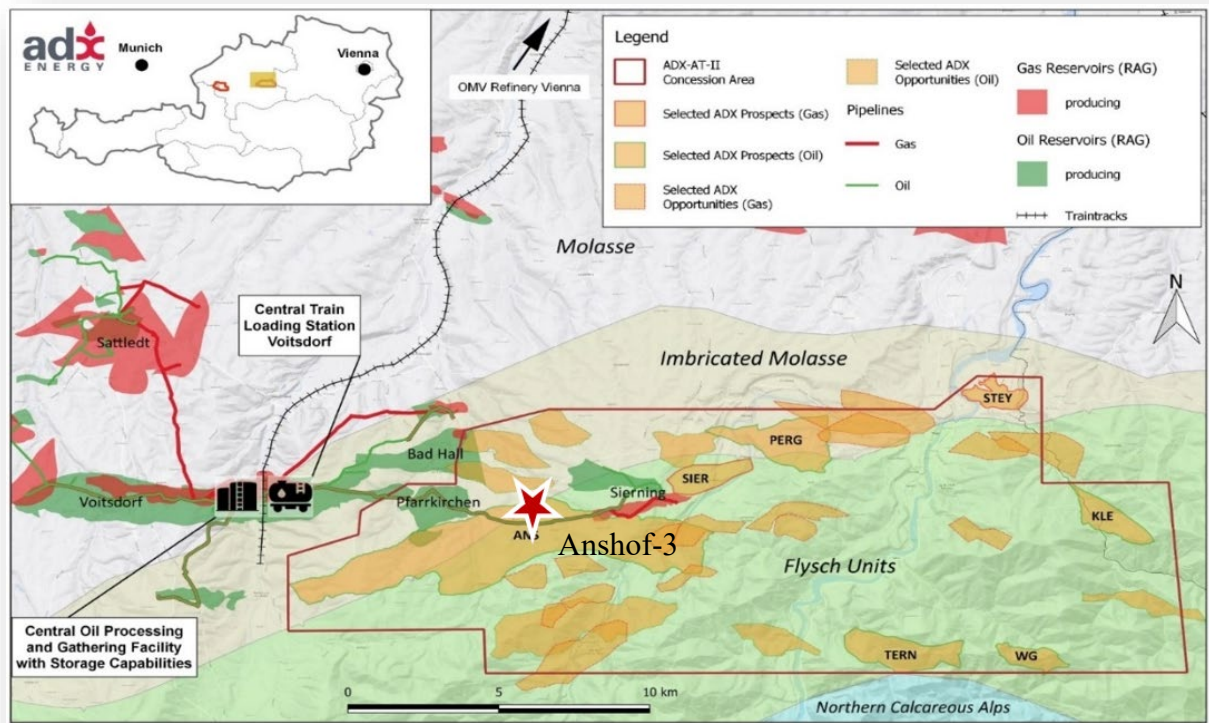 adx
ENERGY
Munich
Vienna
OMV Refinery Vienna
Legend
ADX-AT-II
Concession Area
Selected ADX Prospects (Gas)
Selected ADX Prospects (Oil)
Selected ADX
Opportunities (Gas)
Selected ADX
Opportunities (Oil)
Pipelines
Gas
Oil
Gas Reservoirs (RAG)
producing
Oil Reservoirs (RAG)
producing
Traintracks
Molasse
N
Central Train
Loading Station
Voitsdorf
Sattledt
Imbricated Molasse
STEY
PERG
Bad Hall
SIER
Voitsdorf
Pfarrkirchen
Sierning
KLE
ANS
Anshof-3
Flysch Units
Central Oil Processing
and Gathering Facility
with Storage Capabilities
TERN
WG
0 5 10 km
Northern Calcareous Alps